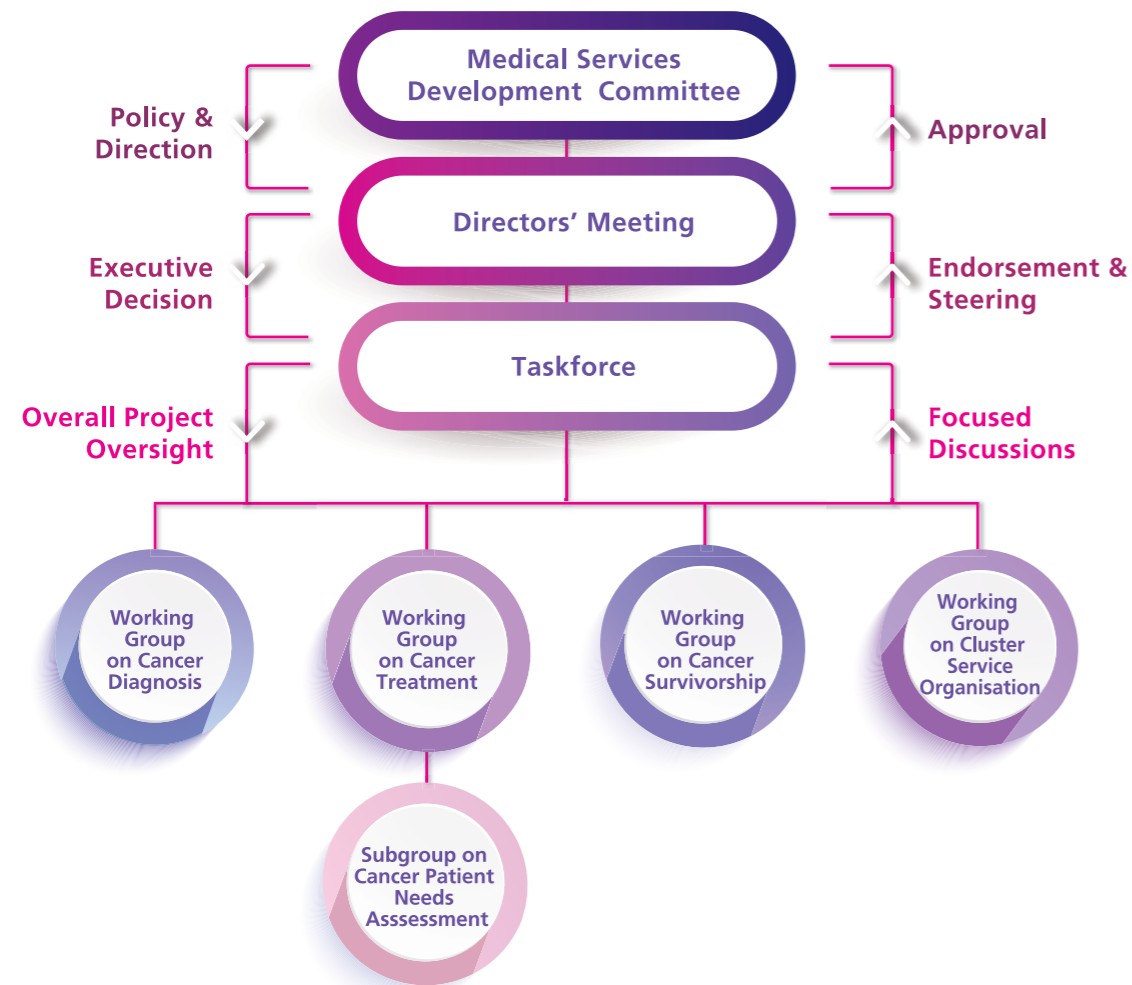 Medical Services
Development Committee
Policy &
Direction
Approval
Directors’ Meeting
Executive
Decision
Endorsement &
Steering
Taskforce
Overall Project
Oversight
Focused
Discussions
Working
Group
on Cancer
Diagnosis
Working
Group
on Cancer
Treatment
Working
Group
on Cancer
Survivorship
Working
Group
on Cluster
Service
Organisation
Subgroup on
Cancer Patient
Needs
Asssessment